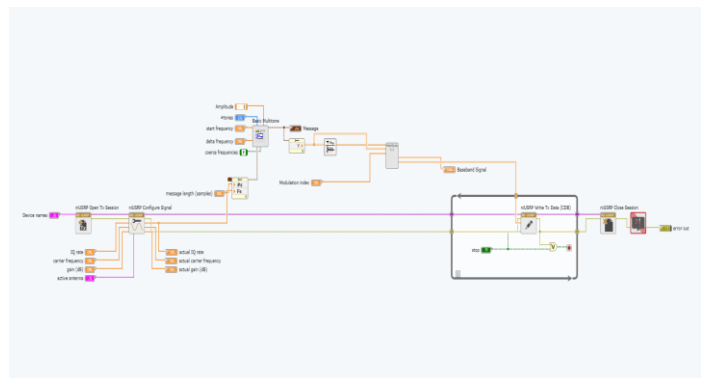 Amplitude
#tones
Basic Multitone
start frequency
Message
delta frequency
coerce frequencies
Modulation index
Baseband Signal
message length (samples)
niUSRP Open Tx Session
niUSRP Configure Signal
niUSRP Write Tx Data (CDB)
niUSRP Close Session
Device names
error out
IQ rate
actual IQ rate
carrier frequency
actual carrier frequency
stop
gain (dB)
actual gain (dB)
active antenna